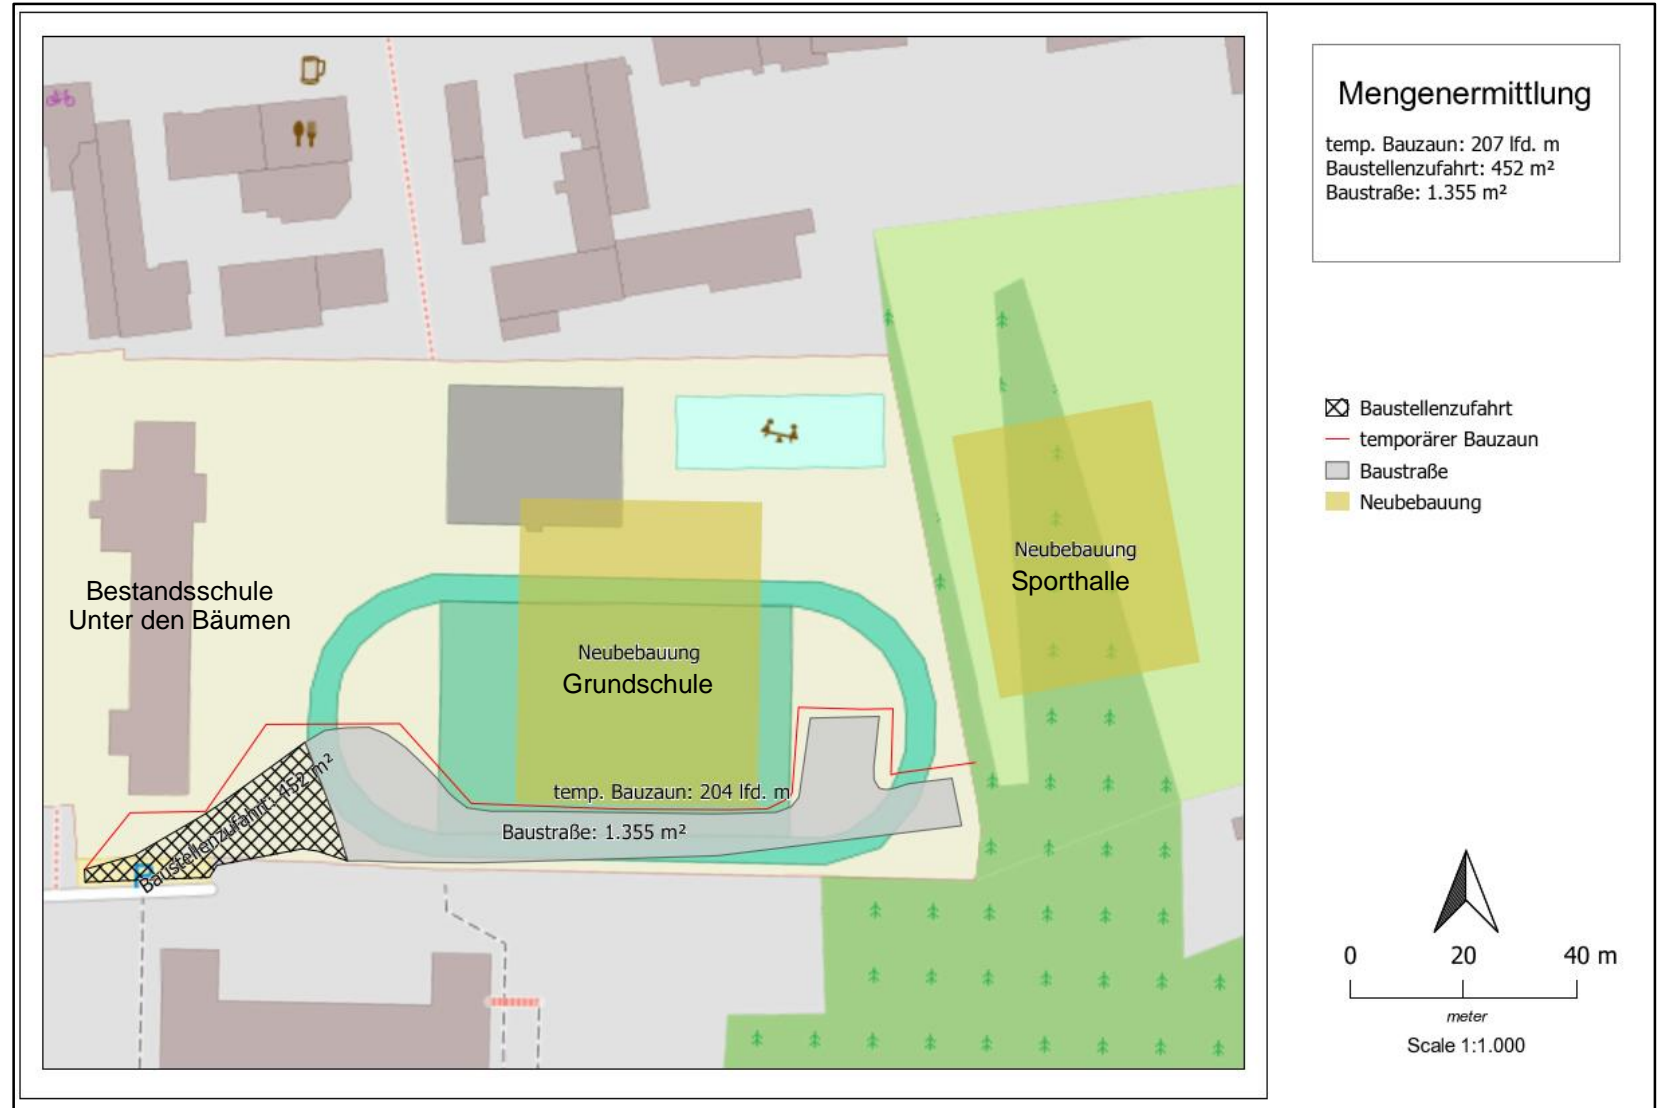 Mengenermittlung
temp. Bauzaun: 207 lfd. m
Baustellenzufahrt: 452 m²
Baustraße: 1.355 m²
Baustellenzufahrt
temporärer Bauzaun
Baustraße
Neubebauung
Neubebauung
Sporthalle
Bestandsschule
Unter den Bäumen
Neubebauung
Grundschule
temp. Bauzaun: 204 lfd. m
Baustraße: 1.355 m²
Baustellenzufahrt: 452 m²
P
0 20 40 m
meter
Scale 1:1.000